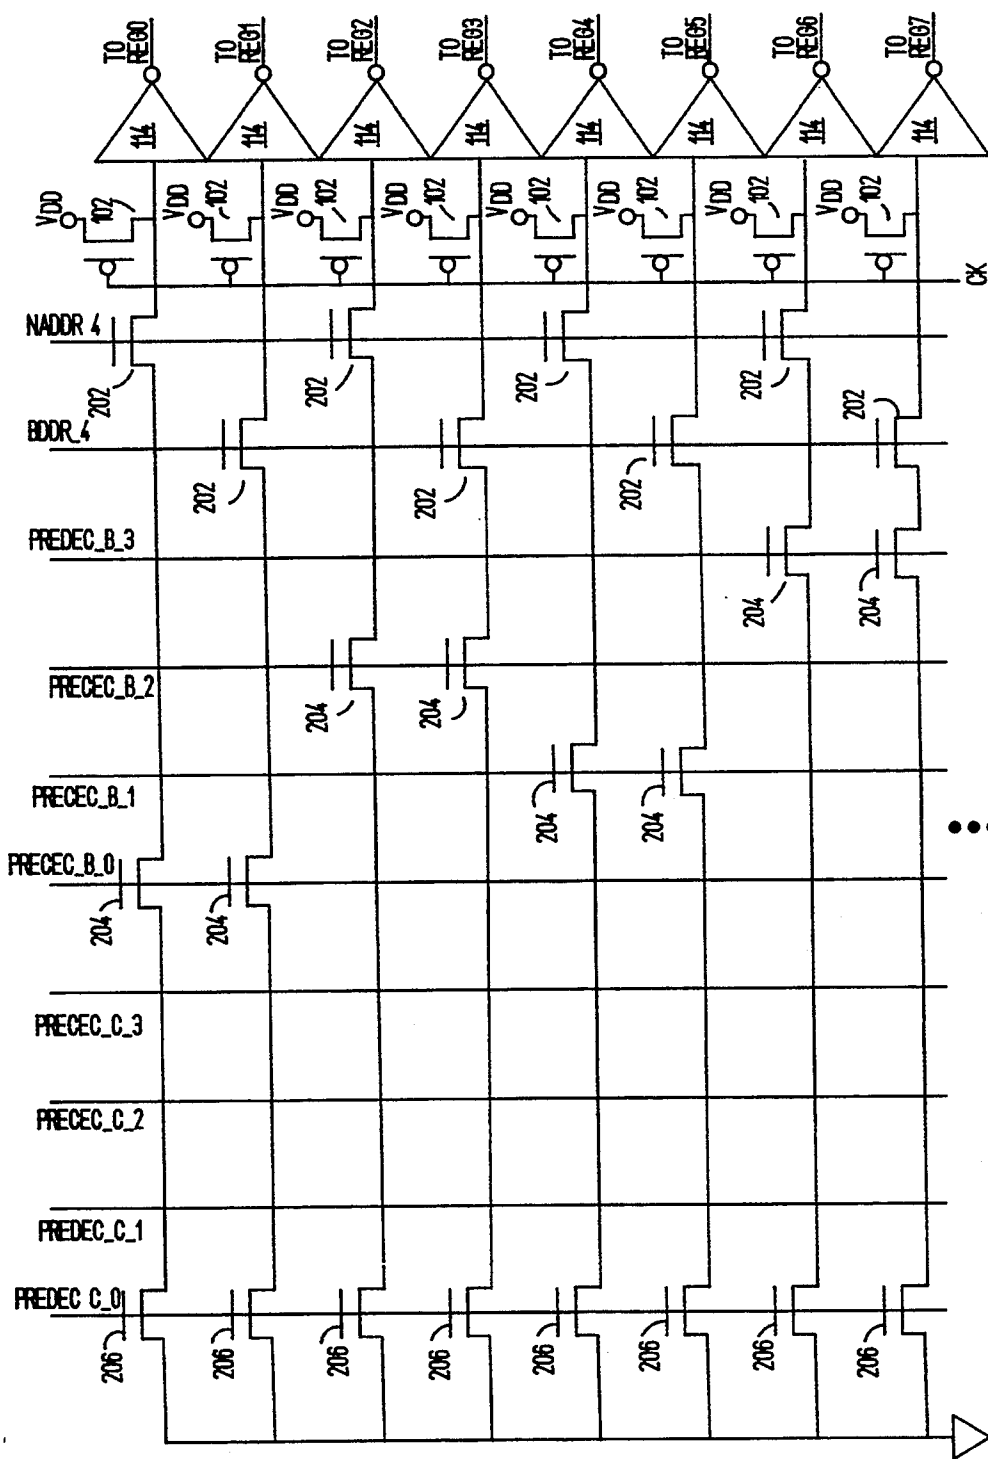 TO REG0
TO REG1
TO REG2
TO REG3
TO REG4
TO REG5
TO REG6
TO REG7
114
114
114
114
114
114
114
114
VDD
VDD
VDD
VDD
VDD
VDD
VDD
VDD
102
102
102
102
102
102
102
102
CK
NADDR 4
202
202
202
202
BDDR_4
202
202
202
202
PREDEC_B_3
204
204
PRECEC_B_2
204
204
PRECEC_B_1
204
204
PRECEC_B_0
204
204
PRECEC_C_3
PRECEC_C_2
PREDEC_C_1
PREDEC C_0
206
206
206
206
206
206
206
206